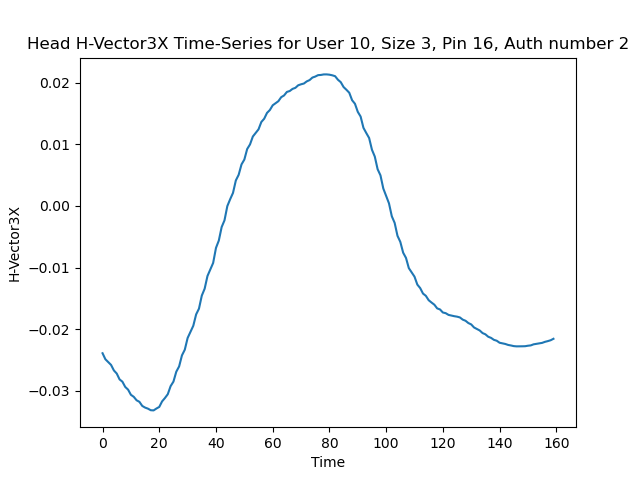 Head H-Vector3X Time-Series for User 10, Size 3, Pin 16, Auth number 2
0.02
0.01
0.00
−0.01
−0.02
−0.03
H-Vector3X
0 20 40 60 80 100 120 140 160
Time